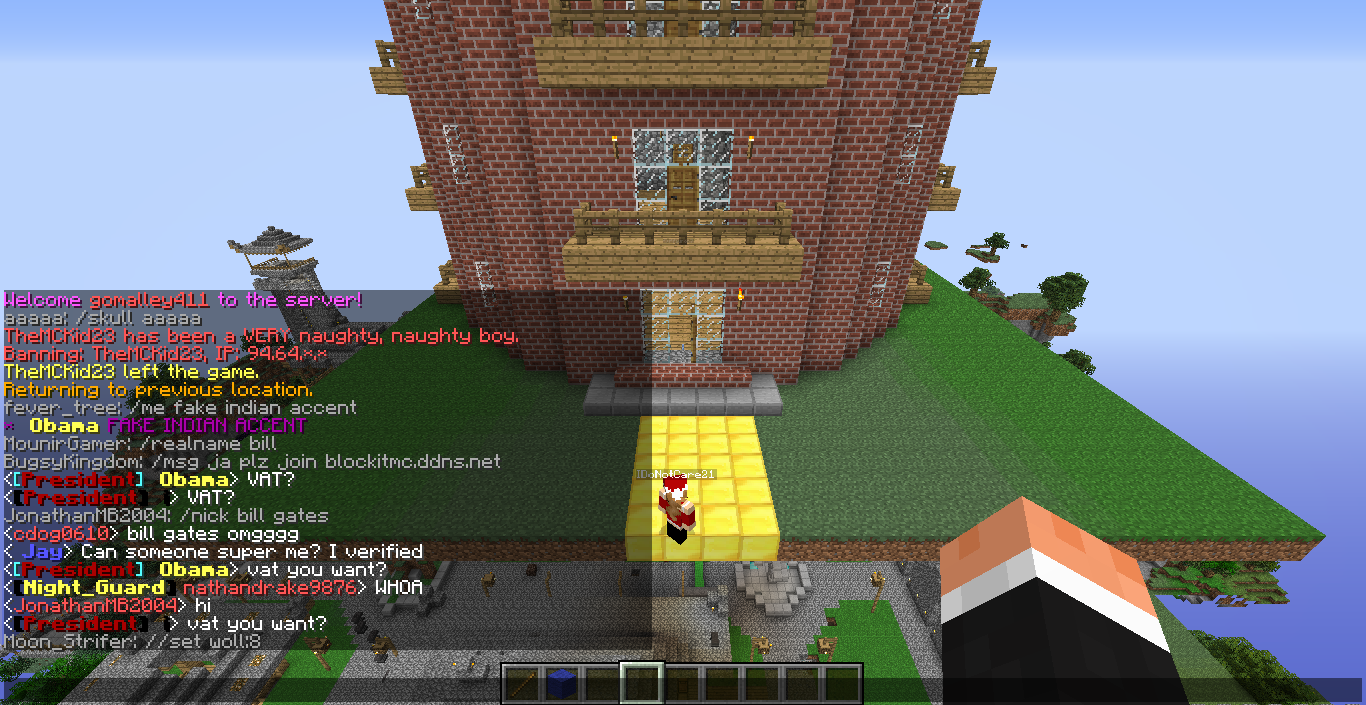 Welcome gomalley411 to the server!
aaaaa: /skull aaaaa
TheMCKid23 has been a VERY naughty, naughty boy.
Banning: TheMCKid23, IP: 94.64.*.*
TheMCKid23 left the game.
Returning to previous location.
fever_tree: /me fake indian accent
* Obama FAKE INDIAN ACCENT
MounirGamer: /realname bill
BugsyKingdom: /msg ja plz join blockitmc.ddns.net
<[President] Obama> VAT?
<[President] > VAT?
JonathanMB2004: /nick bill gates
<cdog0610> bill gates omgggg
< Jay> Can someone super me? I verified
<[President] Obama> vat you want?
<[Night_Guard] nathandrake9876> WHOA
<JonathanMB2004> hi
<[President] > vat you want?
Moon_Strifer: //set woll:8
IDoNotCare21